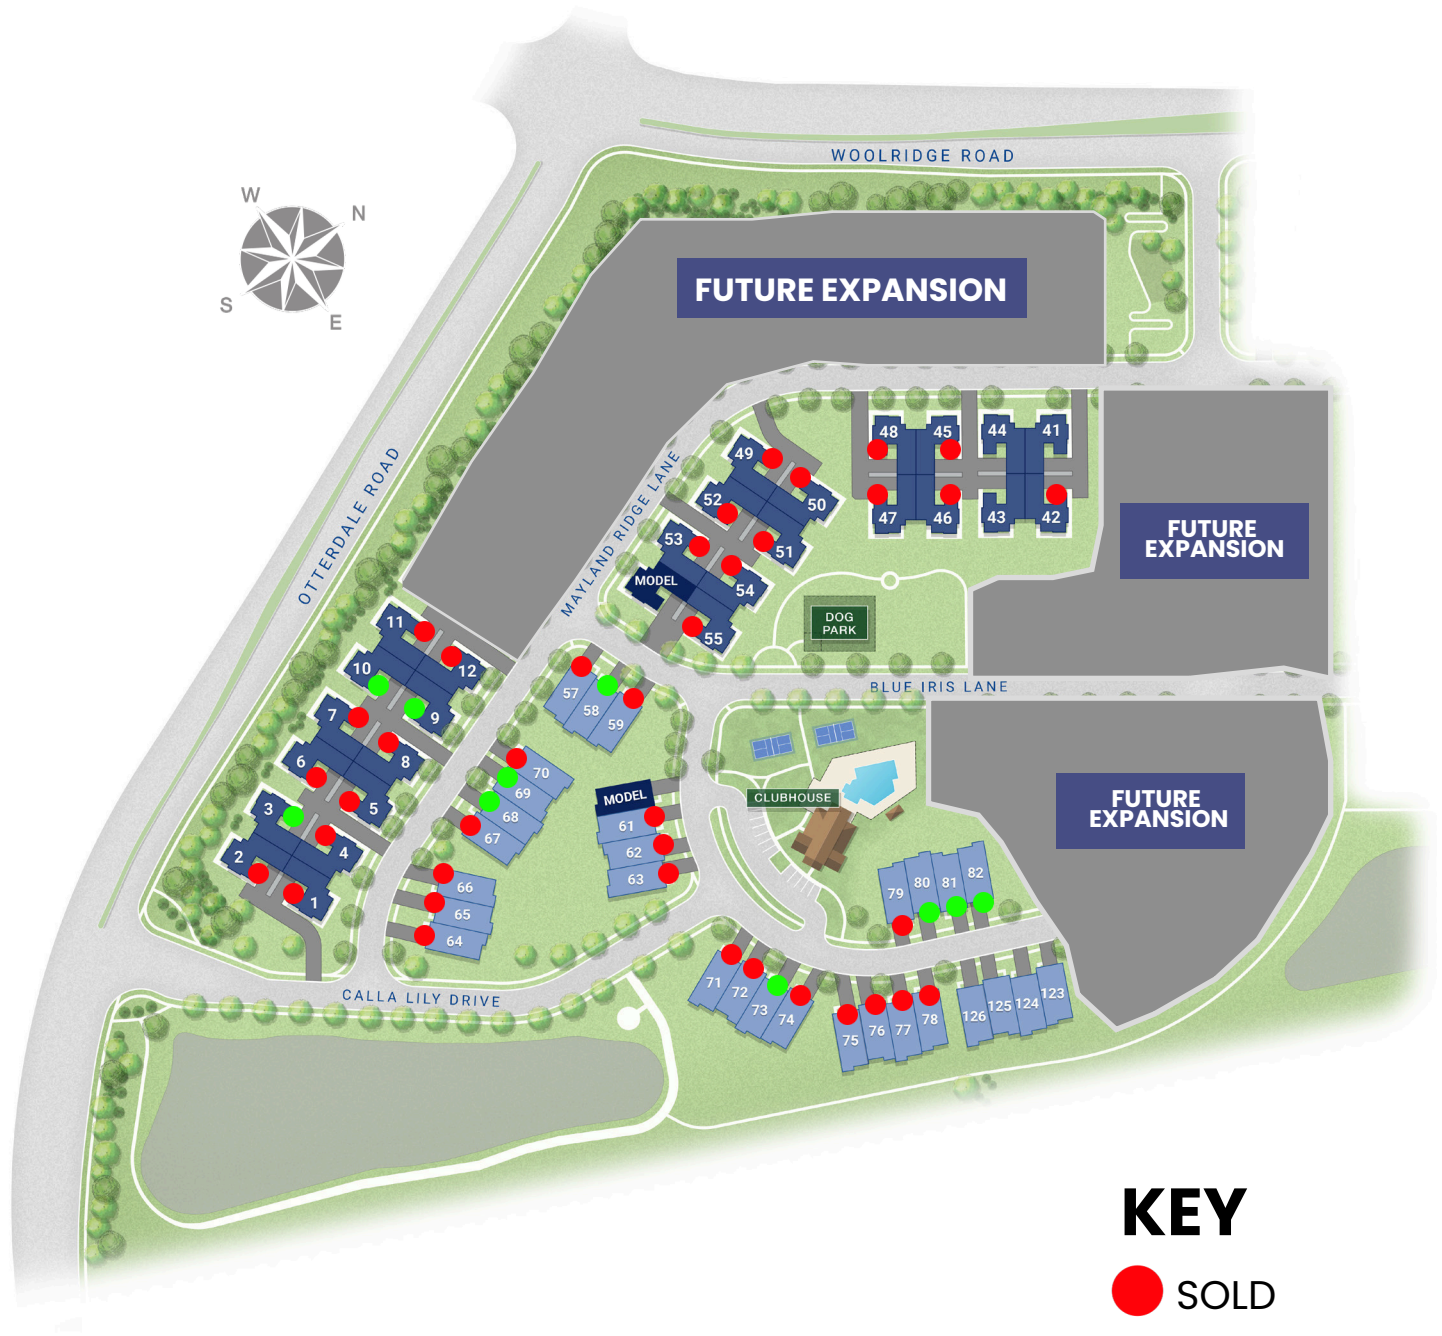 WOOLRIDGE ROAD
W
N
S
E
FUTURE EXPANSION
OTTERDALE ROAD
MAYLAND RIDGE LANE
48
45
44
41
47
46
43
42
49
50
52
51
53
MODEL
54
55
FUTURE
EXPANSION
DOG
PARK
BLUE IRIS LANE
11
12
10
9
7
8
6
5
3
4
2
1
57
58
59
70
69
68
67
MODEL
61
62
63
66
65
64
CLUBHOUSE
FUTURE
EXPANSION
79
80
81
82
71
72
73
74
75
76
77
78
126
125
124
123
CALLA LILY DRIVE
KEY
SOLD